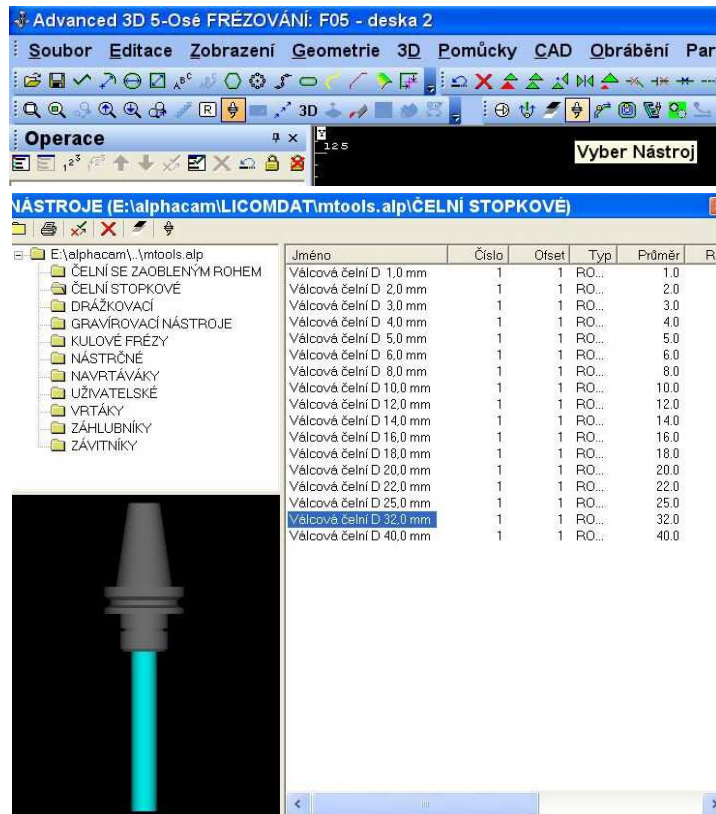 Advanced 3D 5-Osé FRÉZOVÁNÍ: F05 - deska 2
Soubor Editace Zobrazení Geometrie 3D Pomůcky CAD Obrábění Par
3D
Operace
Y
125
Vyber Nástroj
NÁSTROJE (E:\alphacam\LICOMDAT\mtools.alp\ČELNÍ STOPKOVÉ)
E:\alphacam\..\mtools.alp
ČELNÍ SE ZAOBLENÝM ROHEM
ČELNÍ STOPKOVÉ
DRÁŽKOVACÍ
GRAVÍROVACÍ NÁSTROJE
KULOVÉ FRÉZY
NÁSTRČNÉ
NAVRTÁVÁKY
UŽIVATELSKÉ
VRTÁKY
ZÁHLUBNÍKY
ZÁVITNÍKY
Jméno Číslo Ofset Typ Průměr R
Válcová čelní D 1,0 mm 1 1 RO... 1.0
Válcová čelní D 2,0 mm 1 1 RO... 2.0
Válcová čelní D 3,0 mm 1 1 RO... 3.0
Válcová čelní D 4,0 mm 1 1 RO... 4.0
Válcová čelní D 5,0 mm 1 1 RO... 5.0
Válcová čelní D 6,0 mm 1 1 RO... 6.0
Válcová čelní D 8,0 mm 1 1 RO... 8.0
Válcová čelní D 10,0 mm 1 1 RO... 10.0
Válcová čelní D 12,0 mm 1 1 RO... 12.0
Válcová čelní D 14,0 mm 1 1 RO... 14.0
Válcová čelní D 16,0 mm 1 1 RO... 16.0
Válcová čelní D 18,0 mm 1 1 RO... 18.0
Válcová čelní D 20,0 mm 1 1 RO... 20.0
Válcová čelní D 22,0 mm 1 1 RO... 22.0
Válcová čelní D 25,0 mm 1 1 RO... 25.0
Válcová čelní D 32,0 mm 1 1 RO... 32.0
Válcová čelní D 40,0 mm 1 1 RO... 40.0